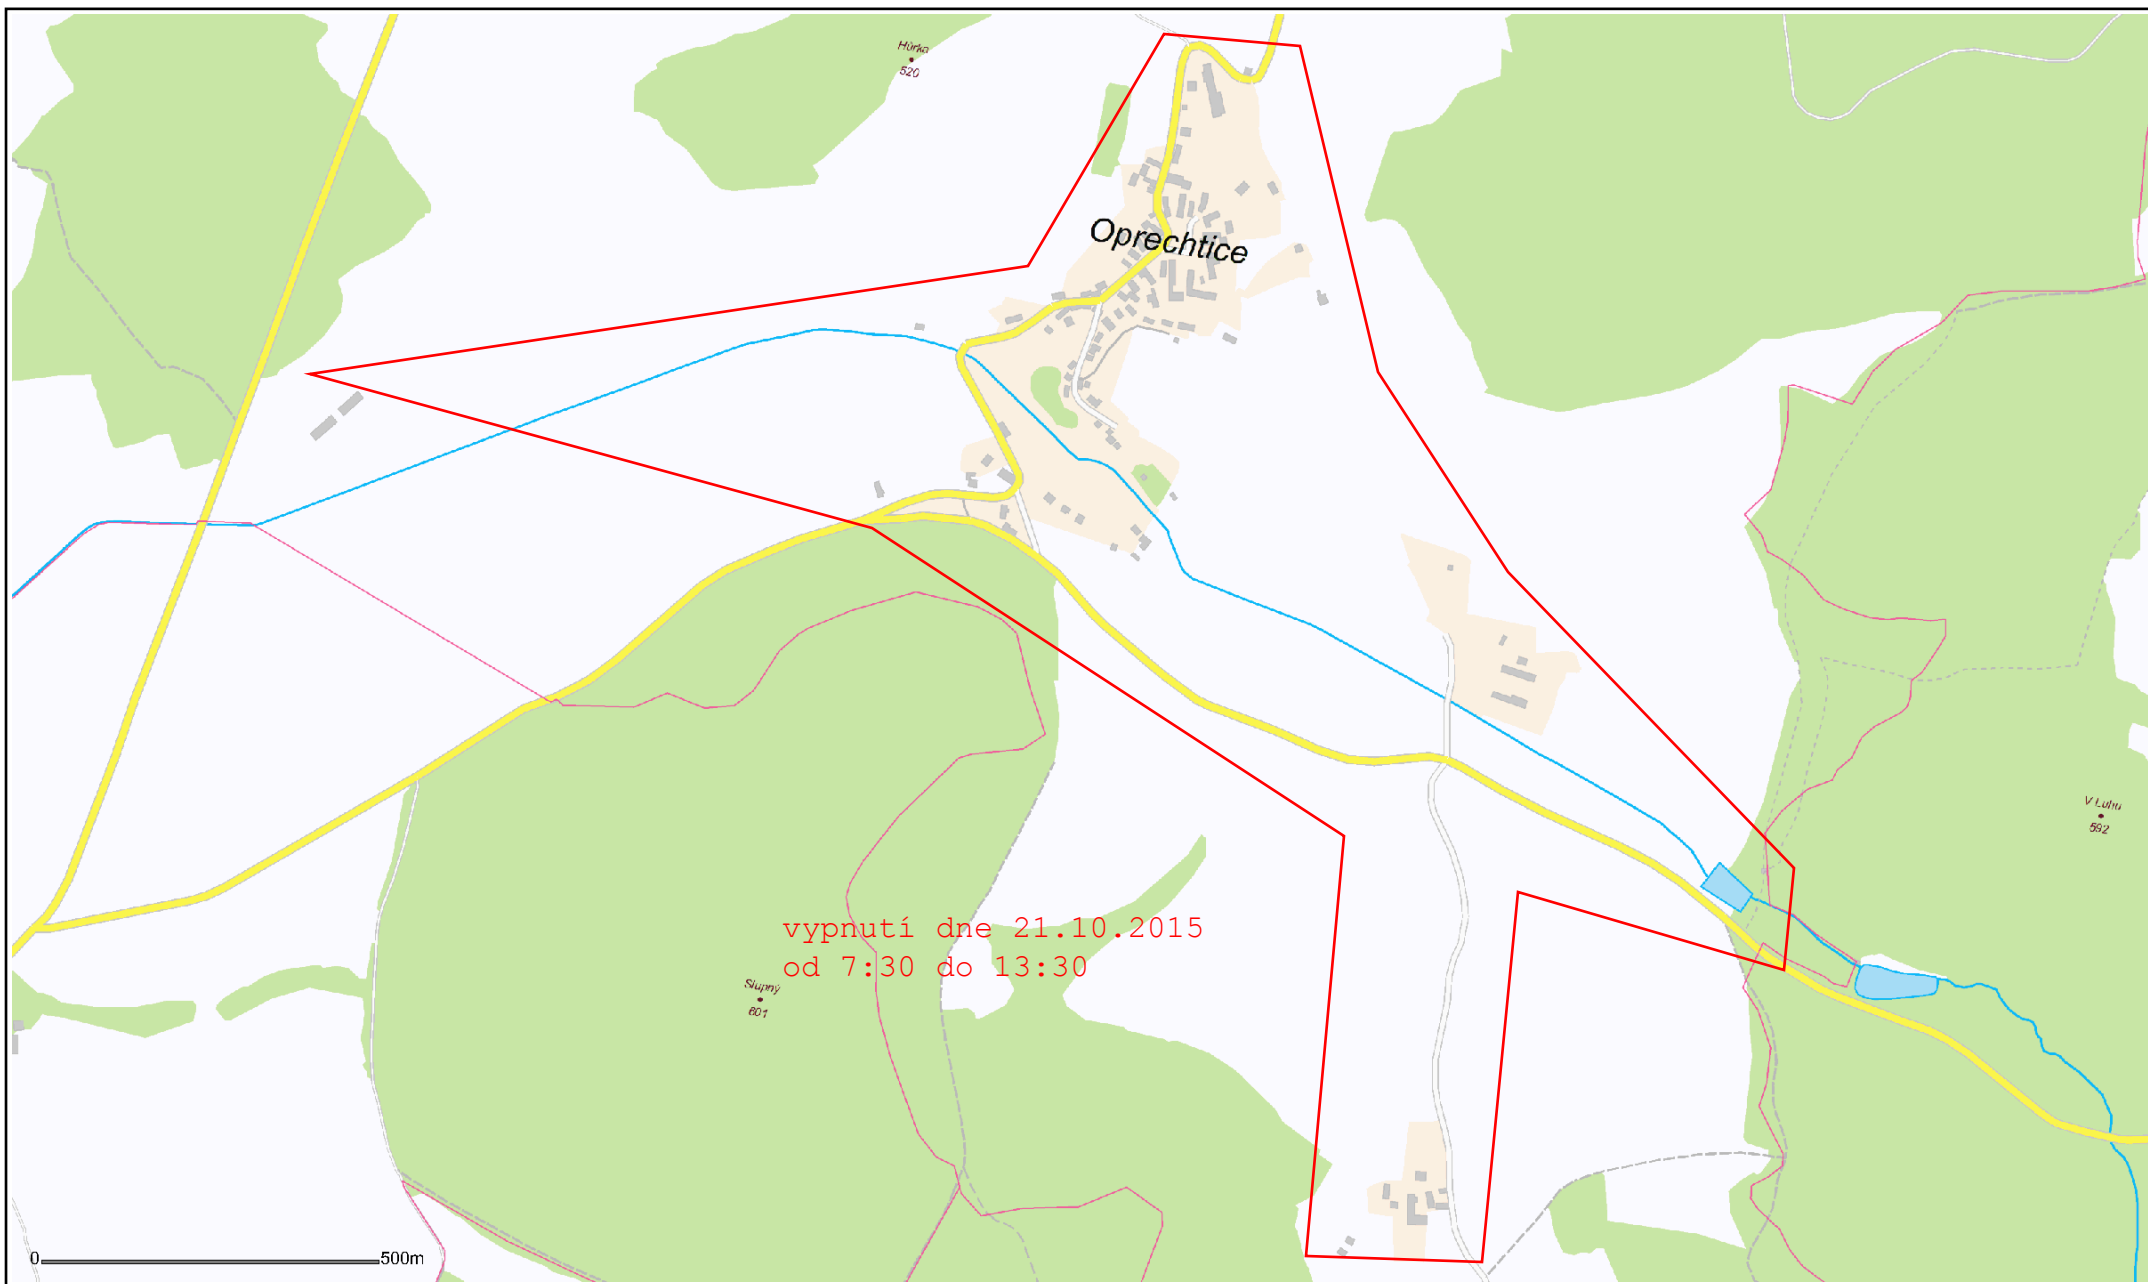 Hůrka
520
Oprechtice
V Luhu
592
vypnutí dne 21.10.2015
od 7:30 do 13:30
Slupný
601
0 500m